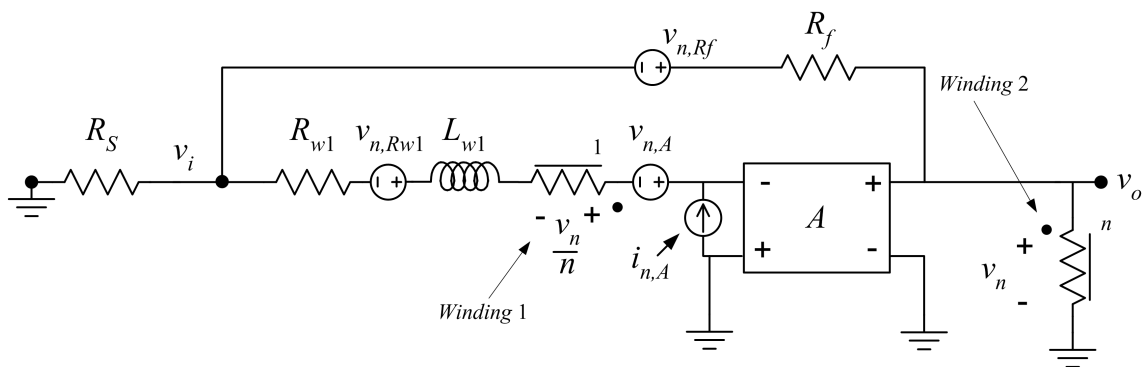 R_f
v_{n,Rf}
Winding 2
R_S
v_i
R_{w1}
v_{n,Rw1}
L_{w1}
1
v_{n,A}
- +
- + v_o
A
- v_n/n +
+ -
i_{n,A}
n
+
v_n
-
Winding 1